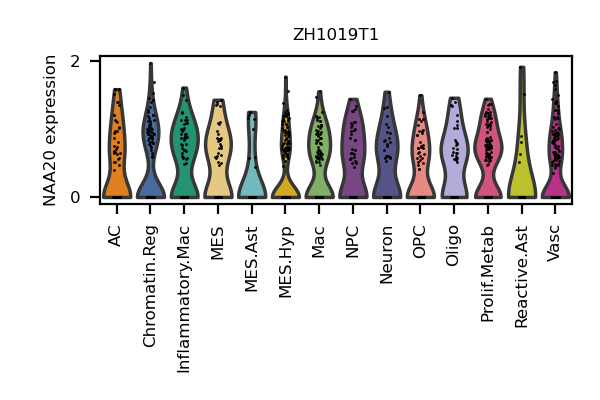 ZH1019T1
NAA20 expression
2
0
AC
Chromatin.Reg
Inflammatory.Mac
MES
MES.Ast
MES.Hyp
Mac
NPC
Neuron
OPC
Oligo
Prolif.Metab
Reactive.Ast
Vasc